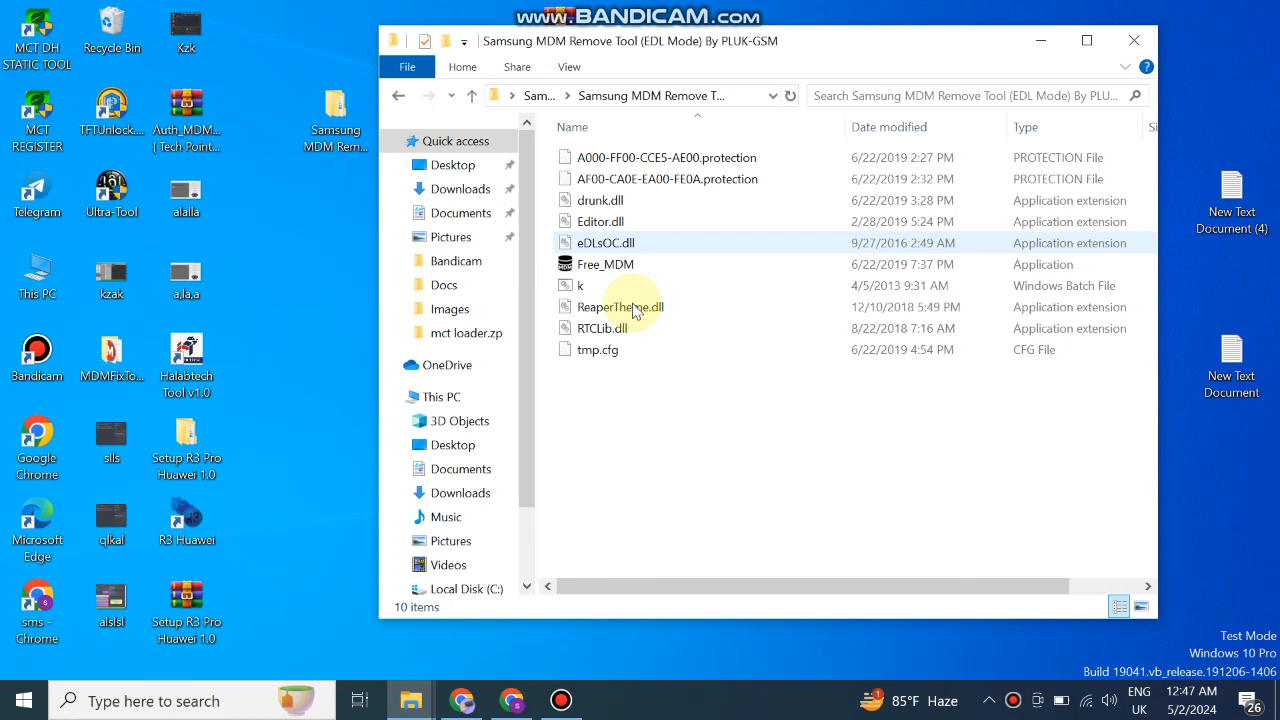 www.BANDICAM.com
MCT DH
STATIC TOOL
Recycle Bin
Kzk
MCT
REGISTER
TFTUnlock....
Auth_MDM...
( Tech Point...
Samsung
MDM Rem...
Telegram
Ultra-Tool
alalla
This PC
kzak
a,la,a
Bandicam
MDMFixTo...
Halabtech
Tool v1.0
Google
Chrome
slls
Setup R3 Pro
Huawei 1.0
Microsoft
Edge
qlkal
R3 Huawei
sms -
Chrome
alslsl
Setup R3 Pro
Huawei 1.0
Samsung MDM Remove Tool (EDL Mode) By PLUK-GSM
File Home Share View
Sam... Samsung MDM Remove T... Search Samsung MDM Remove Tool (EDL Mode) By PLU...
Quick access
Desktop
Downloads
Documents
Pictures
Bandicam
Docs
Images
mct loader.zp
OneDrive
This PC
3D Objects
Desktop
Documents
Downloads
Music
Pictures
Videos
Local Disk (C:)
Name Date modified Type Si
A000-FF00-CCE5-AE00.protection 6/22/2019 2:27 PM PROTECTION File
AF00-CA0E-EA00-FE0A.protection 6/22/2019 2:32 PM PROTECTION File
drunk.dll 6/22/2019 3:28 PM Application extension
Editor.dll 2/28/2019 5:24 PM Application extension
eDLsOC.dll 9/27/2016 2:49 AM Application extension
Free_MDM 6/22/2019 7:37 PM Application
k 4/5/2013 9:31 AM Windows Batch File
ReaperTheme.dll 12/10/2018 5:49 PM Application extension
RTCLib.dll 8/22/2018 7:16 AM Application extension
tmp.cfg 6/22/2019 4:54 PM CFG File
10 items
New Text
Document (4)
New Text
Document
Test Mode
Windows 10 Pro
Build 19041.vb_release.191206-1406
Type here to search
1
85°F Haze
ENG
UK
12:47 AM
5/2/2024
26